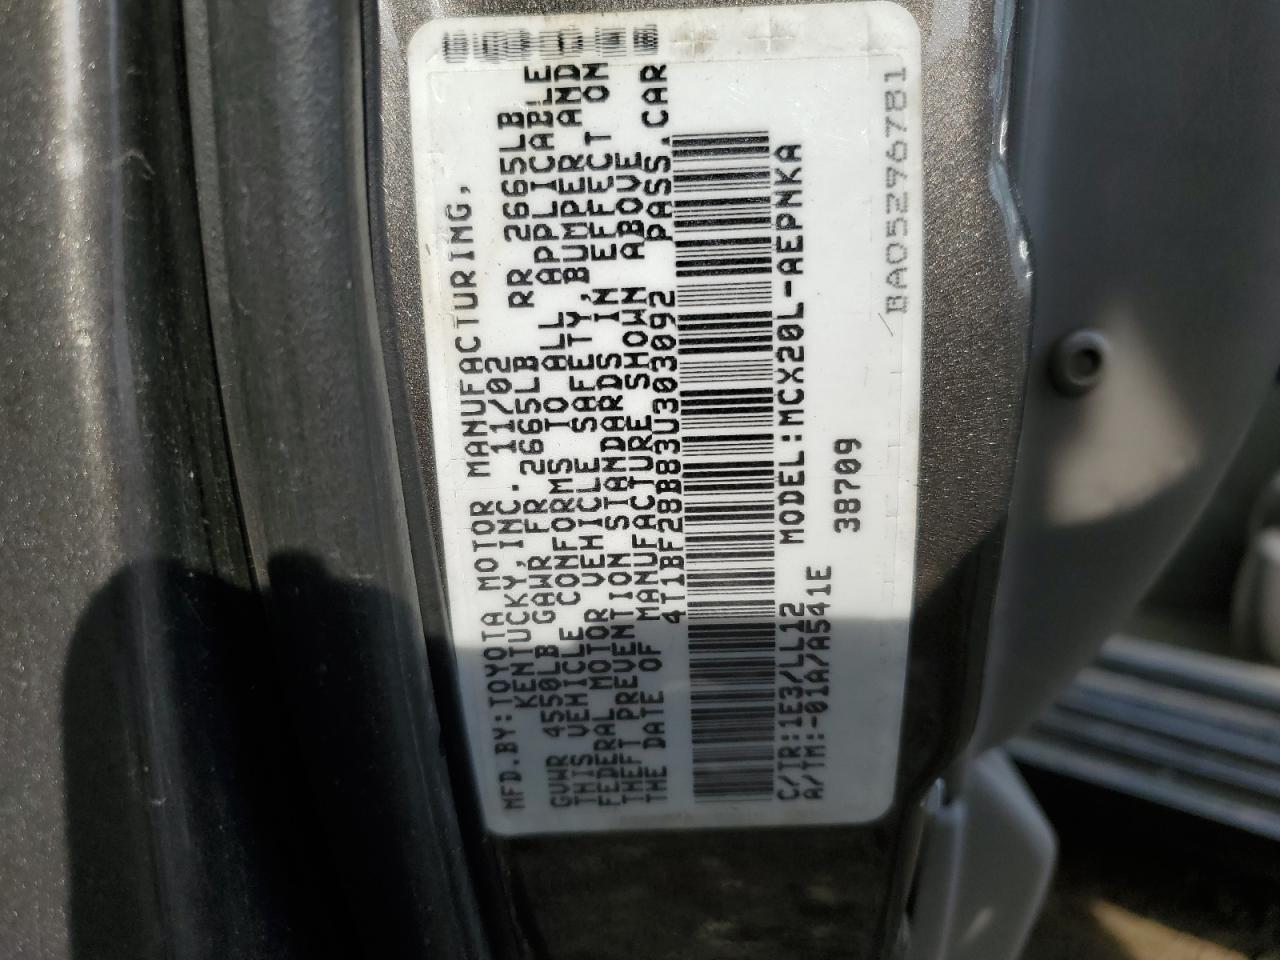 MFD.BY:TOYOTA MOTOR MANUFACTURING,
KENTUCKY,INC. 11/02
GVWR 4550LB GAWR FR 2665LB RR 2665LB
THIS VEHICLE CONFORMS TO ALL APPLICABLE
FEDERAL MOTOR VEHICLE SAFETY,BUMPER AND
THEFT PREVENTION STANDARDS IN EFFECT ON
THE DATE OF MANUFACTURE SHOWN ABOVE
4T1BF28BB3U303092 PASS.CAR
MODEL:MCX20L-AEPNKA
C/TR:1E3/LL12
A/TM:-01A/A541E 38709
BA05296781